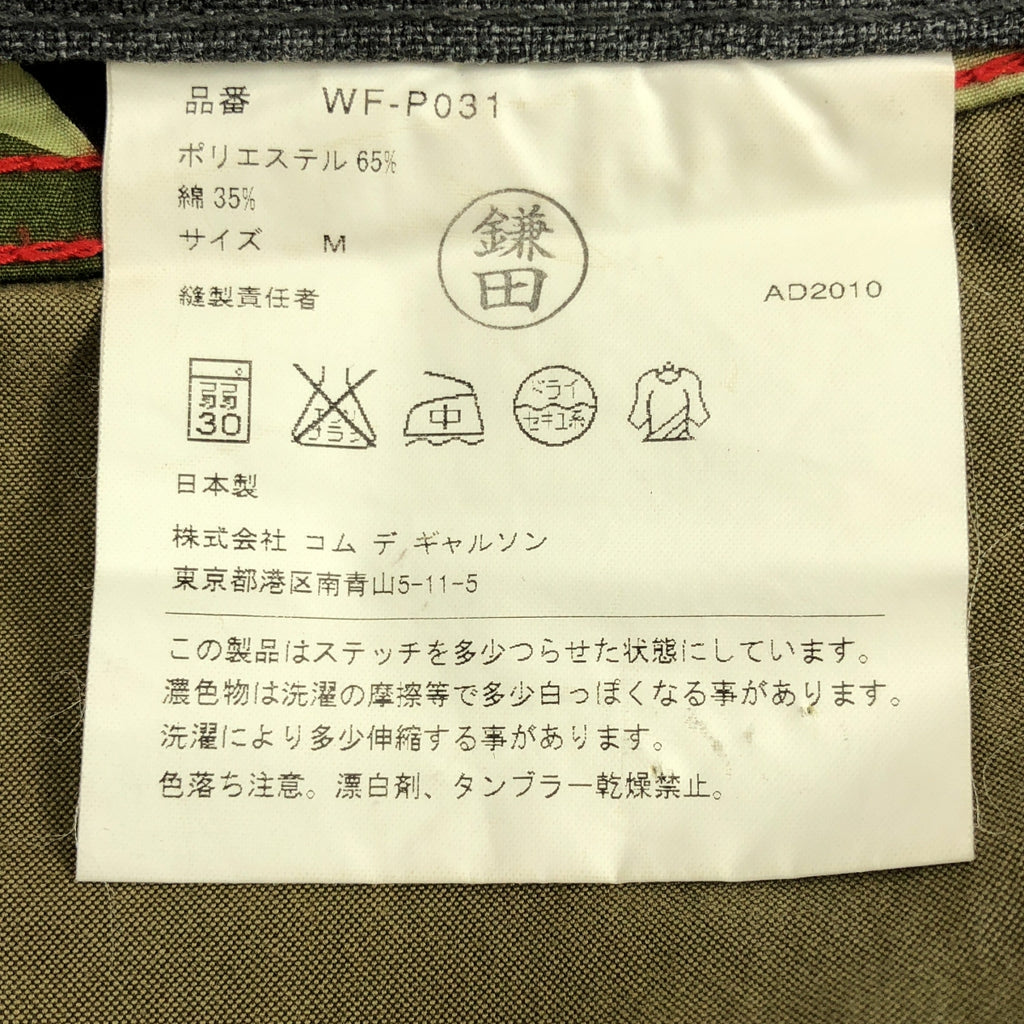 品番 WF-P031
ポリエステル 65%
綿 35%
サイズ M
鎌田
縫製責任者
AD2010
弱
30
エンソ
サラシ
中
ドライ
セキユ系
日本製
株式会社 コム デ ギャルソン
東京都港区南青山5-11-5
この製品はステッチを多少つらせた状態にしています。
濃色物は洗濯の摩擦等で多少白っぽくなる事があります。
洗濯により多少伸縮する事があります。
色落ち注意。漂白剤、タンブラー乾燥禁止。